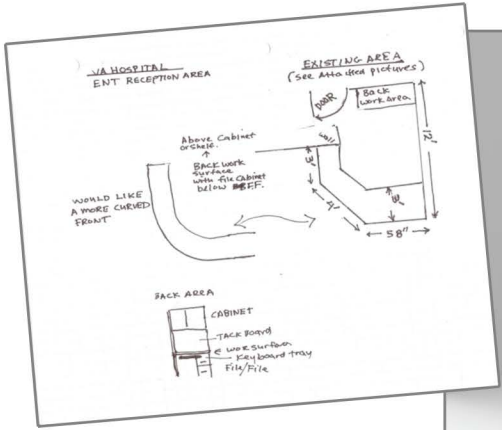 VA HOSPITAL
ENT RECEPTION AREA
EXISTING AREA
(see Attached pictures)
DOOR
BACK
work Area
wall
12'
3'
4'
3'
58"
Above Cabinet
or shelf.
BACK work
surface
with file cabinet
below
F.F.
WOULD LIKE
A MORE CURVED
FRONT
BACK AREA
CABINET
TACK Board
work surface
Keyboard tray
File/File